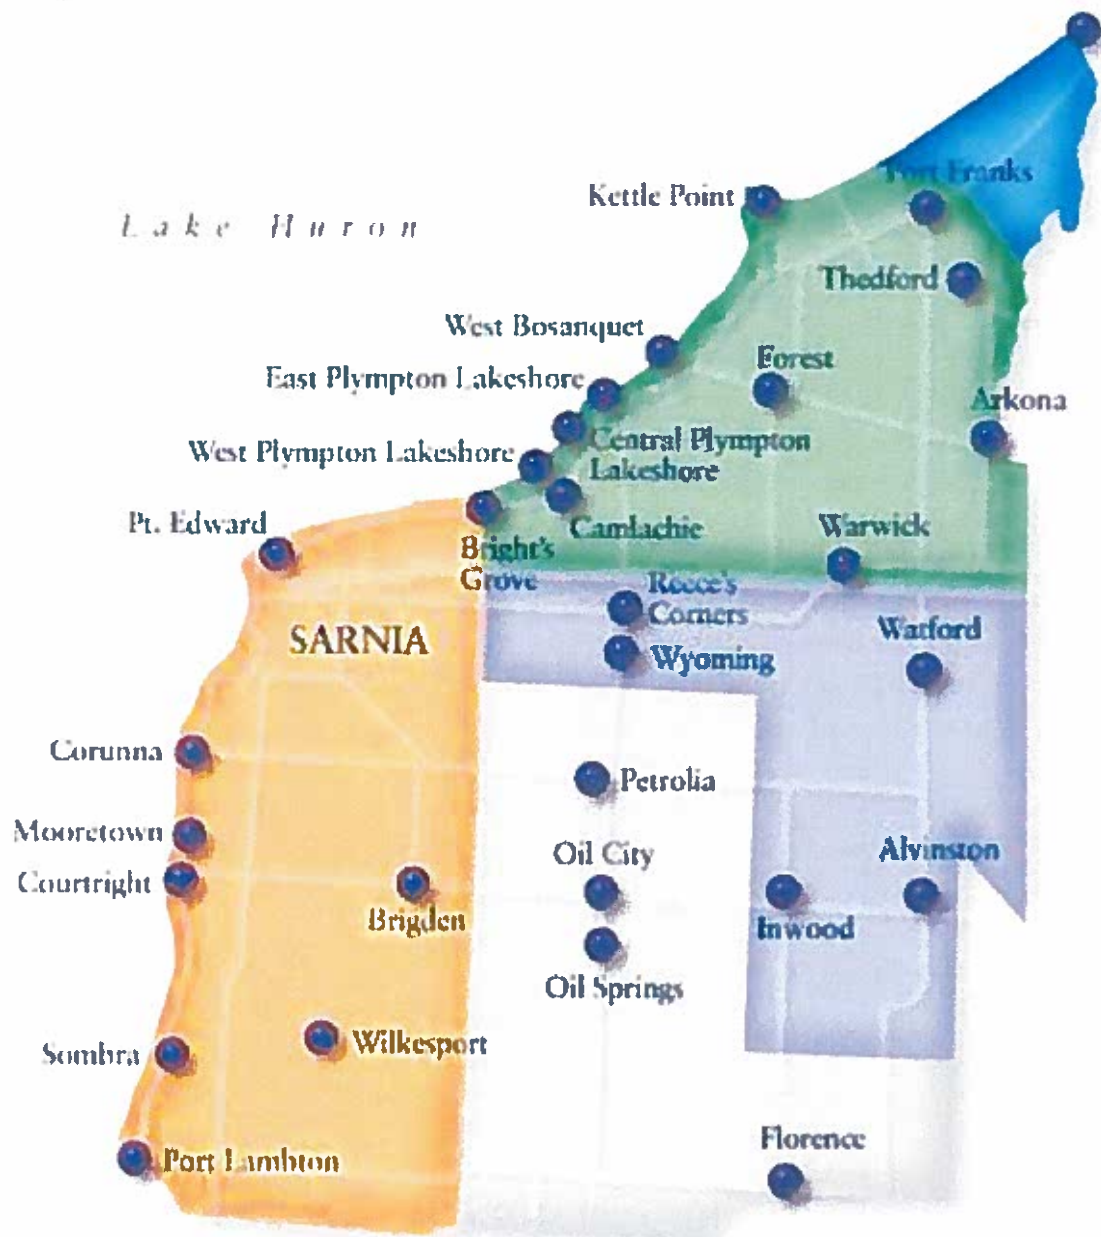 Port Franks
Kettle Point
Lake Huron
Thedford
West Bosanquet
Forest
East Plympton Lakeshore
Arkona
Central Plympton
Lakeshore
West Plympton Lakeshore
Pt. Edward
Camlachie
Warwick
Bright's
Grove
Reece's
Corners
SARNIA
Watford
Wyoming
Corunna
Petrolia
Mooretown
Oil City
Alvinston
Courtright
Brigden
Inwood
Oil Springs
Sombra
Wilkesport
Florence
Port Lambton